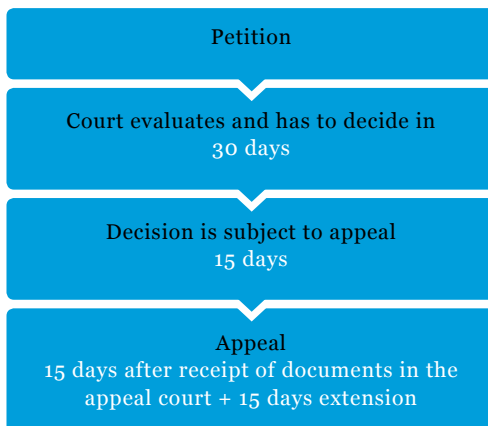 Petition
Court evaluates and has to decide in
30 days
Decision is subject to appeal
15 days
Appeal
15 days after receipt of documents in the
appeal court + 15 days extension